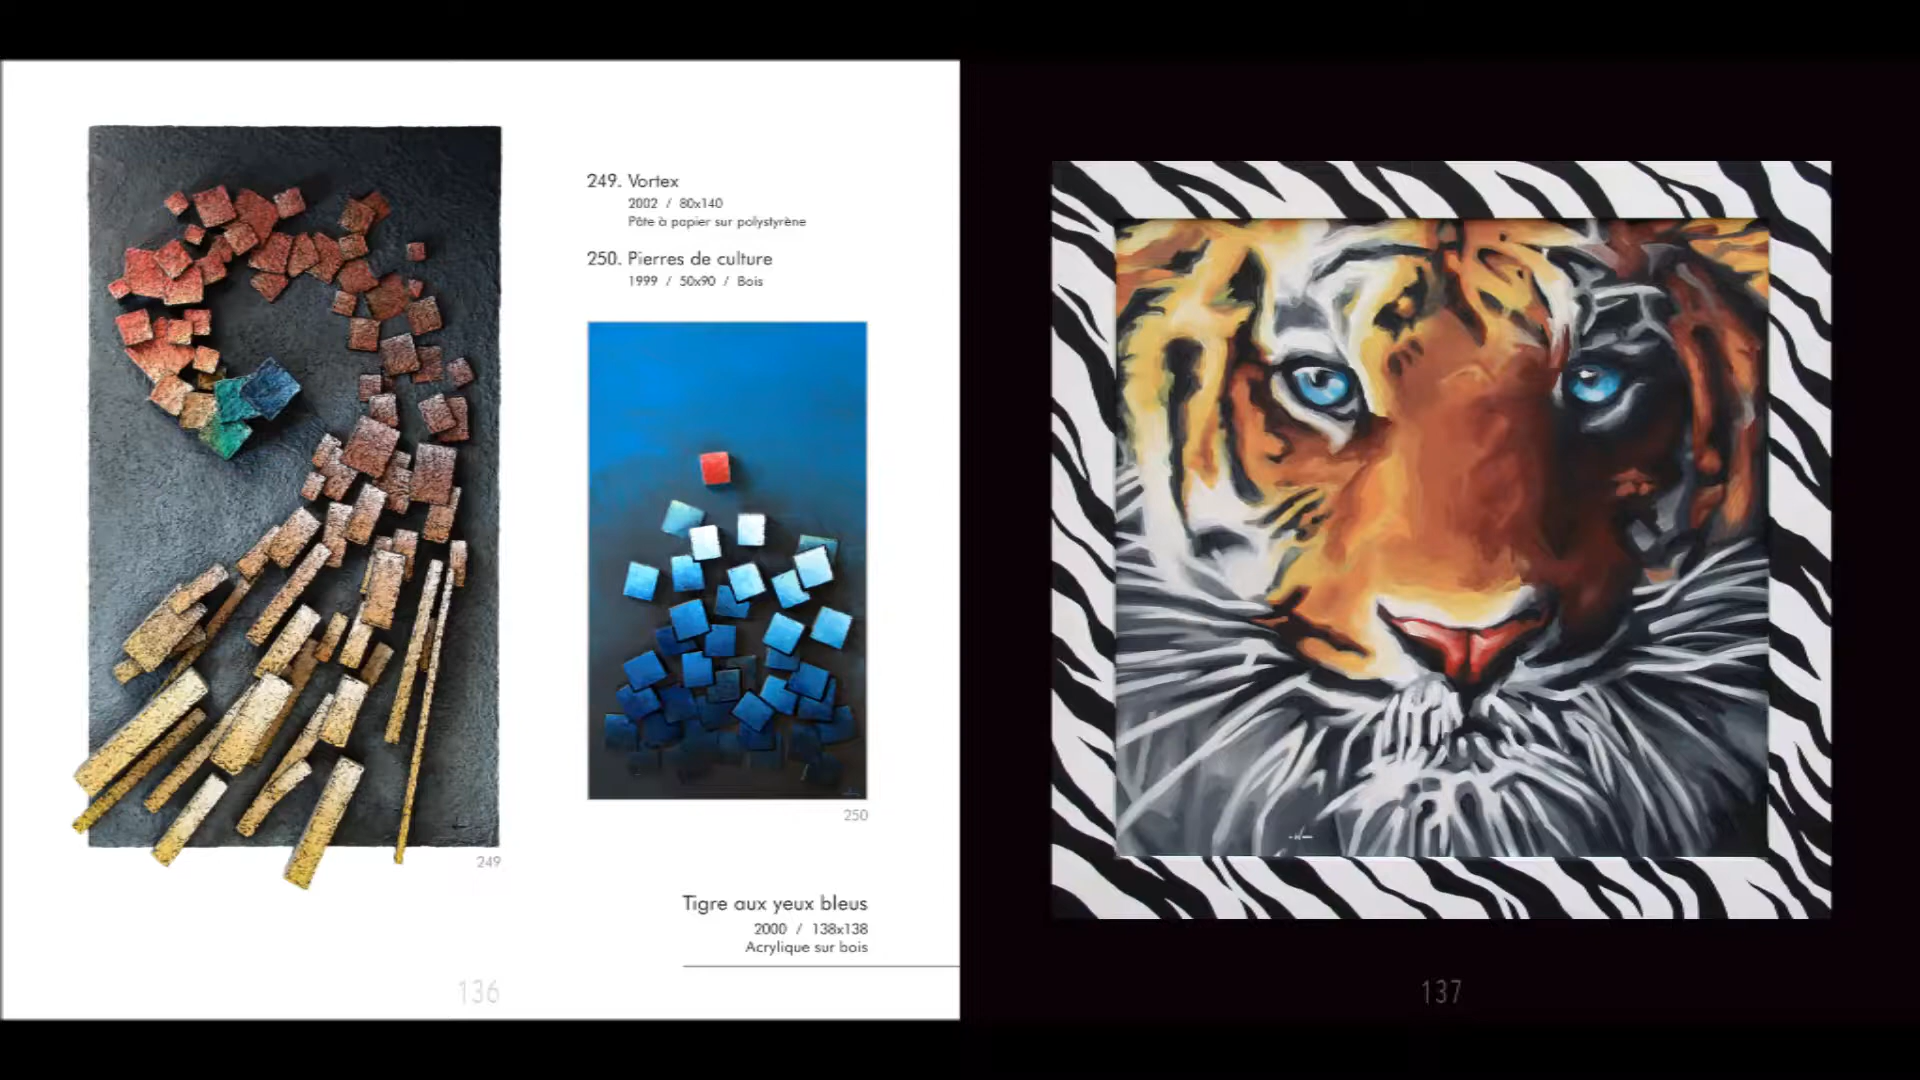 249. Vortex
2002 / 80x140
Pâte à papier sur polystyrène
250. Pierres de culture
1999 / 50x90 / Bois
250
249
Tigre aux yeux bleus
2000 / 138x138
Acrylique sur bois
136
137